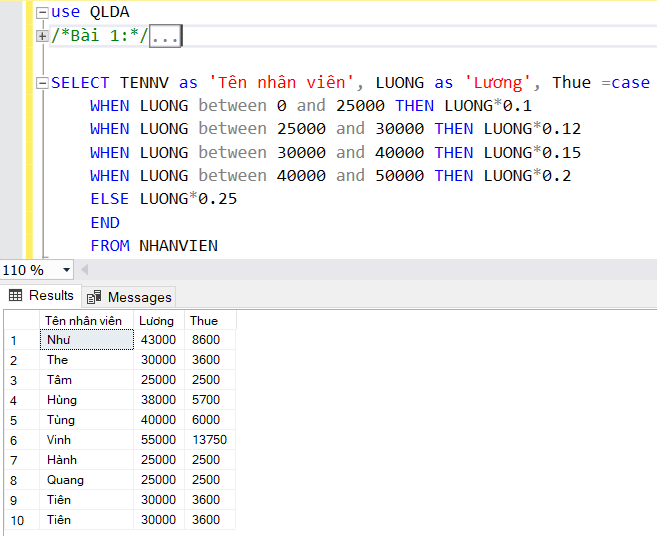 use QLDA
/*Bài 1:*/...
SELECT TENNV as 'Tên nhân viên', LUONG as 'Lương', Thue =case
WHEN LUONG between 0 and 25000 THEN LUONG*0.1
WHEN LUONG between 25000 and 30000 THEN LUONG*0.12
WHEN LUONG between 30000 and 40000 THEN LUONG*0.15
WHEN LUONG between 40000 and 50000 THEN LUONG*0.2
ELSE LUONG*0.25
END
FROM NHANVIEN
110 %
Results Messages
Tên nhân viên Lương Thue
1 Như 43000 8600
2 The 30000 3600
3 Tâm 25000 2500
4 Hùng 38000 5700
5 Tùng 40000 6000
6 Vinh 55000 13750
7 Hành 25000 2500
8 Quang 25000 2500
9 Tiên 30000 3600
10 Tiên 30000 3600